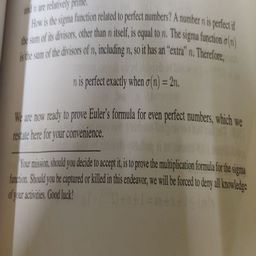 and n are relatively prime.
How is the sigma function related to perfect numbers? A number n is perfect if
the sum of its divisors, other than n itself, is equal to n. The sigma function σ(n)
is the sum of the divisors of n, including n, so it has an “extra” n. Therefore,
n is perfect exactly when σ(n) = 2n.
We are now ready to prove Euler's formula for even perfect numbers, which we
restate here for your convenience.
Your mission, should you decide to accept it, is to prove the multiplication formula for the sigma
function. Should you be captured or killed in this endeavor, we will be forced to deny all knowledge
of your activities. Good luck!